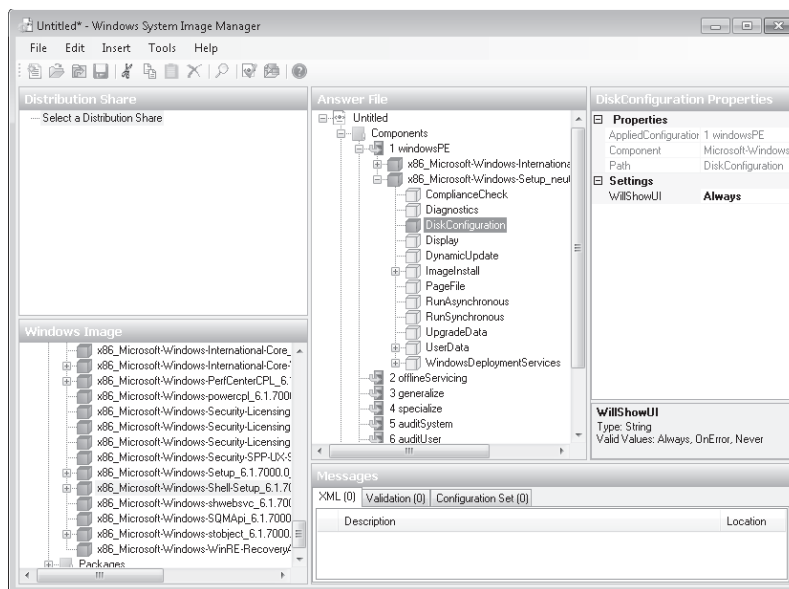 Untitled* - Windows System Image Manager
File Edit Insert Tools Help
Distribution Share
Select a Distribution Share
Windows Image
x86_Microsoft-Windows-International-Core_
x86_Microsoft-Windows-International-Core-
x86_Microsoft-Windows-PerfCenterCPL_6.
x86_Microsoft-Windows-powercpl_6.1.700
x86_Microsoft-Windows-Security-Licensing
x86_Microsoft-Windows-Security-Licensing
x86_Microsoft-Windows-Security-Licensing
x86_Microsoft-Windows-Security-SPP-UX-S
x86_Microsoft-Windows-Setup_6.1.7000.0_
x86_Microsoft-Windows-Shell-Setup_6.1.7(
x86_Microsoft-Windows-shwebsvc_6.1.700
x86_Microsoft-Windows-SQMApi_6.1.7000
x86_Microsoft-Windows-stobject_6.1.7000.
x86_Microsoft-Windows-WinRE-RecoveryA
Packages
Answer File
Untitled
Components
1 windowsPE
x86_Microsoft-Windows-Internationa
x86_Microsoft-Windows-Setup_neut
ComplianceCheck
Diagnostics
DiskConfiguration
Display
DynamicUpdate
ImageInstall
PageFile
RunAsynchronous
RunSynchronous
UpgradeData
UserData
WindowsDeploymentServices
2 offlineServicing
3 generalize
4 specialize
5 auditSystem
6 auditUser
DiskConfiguration Properties
Properties
AppliedConfiguration 1 windowsPE
Component Microsoft-Windows
Path DiskConfiguration
Settings
WillShowUI Always
WillShowUI
Type: String
Valid Values: Always, OnError, Never
Messages
XML (0) Validation (0) Configuration Set (0)
Description Location